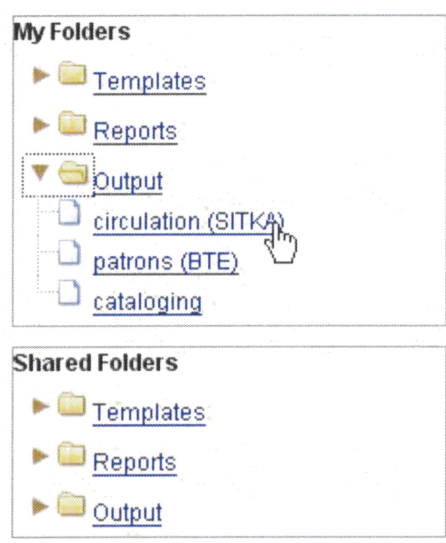 My Folders
Templates
Reports
Output
circulation (SITKA)
patrons (BTE)
cataloging
Shared Folders
Templates
Reports
Output